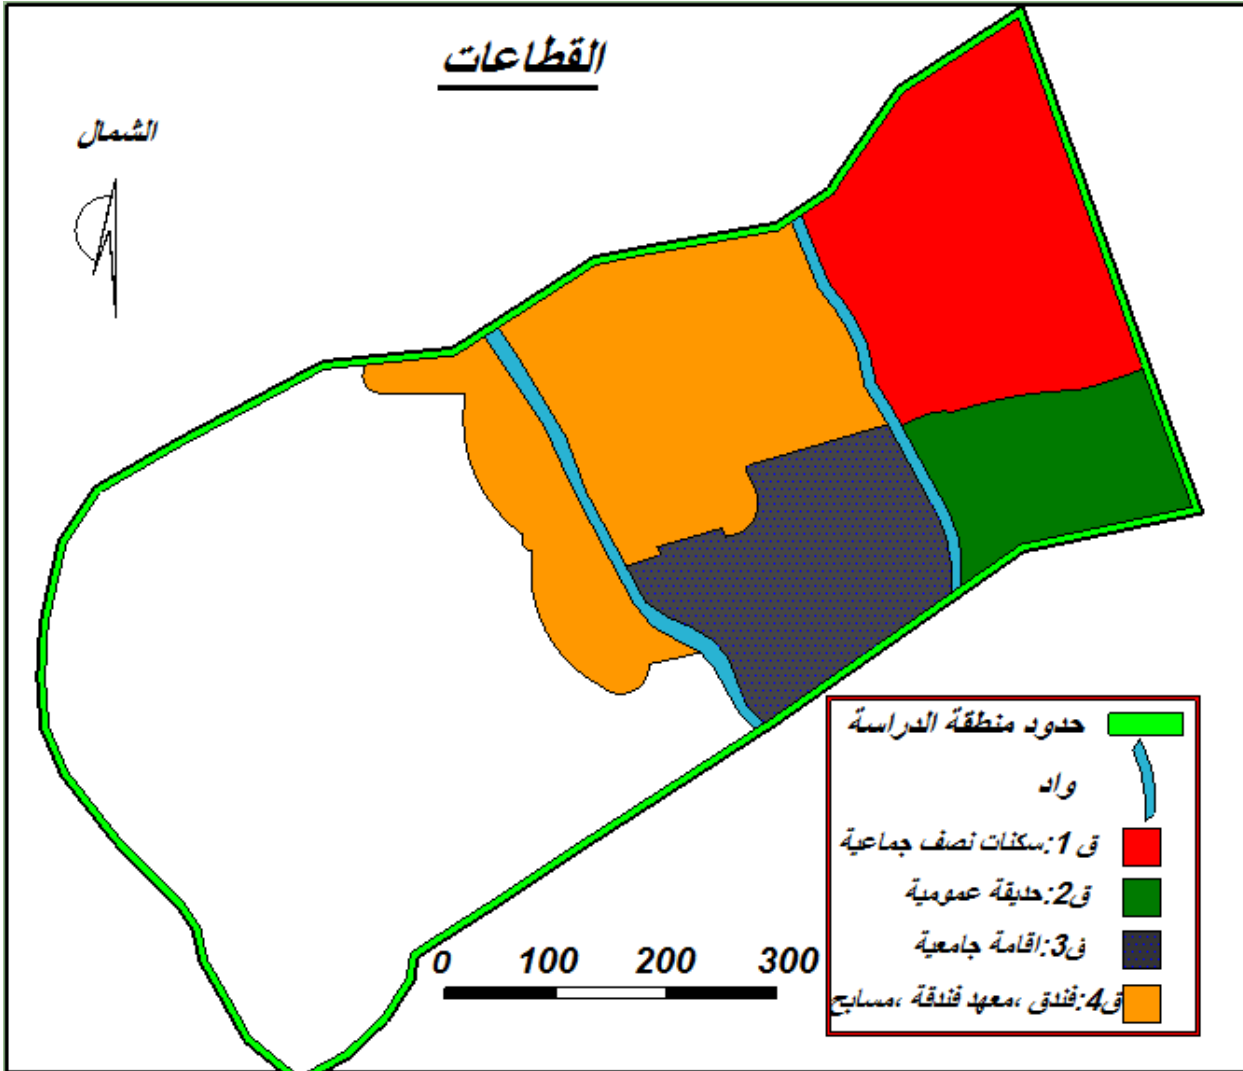 القطاعات
الشمال
حدود منطقة الدراسة
واد
ق 1:سكنات نصف جماعية
ق2:حديقة عمومية
ق3:اقامة جامعية
ق4:فندق ،معهد فندقة ،مسابح
0 100 200 300